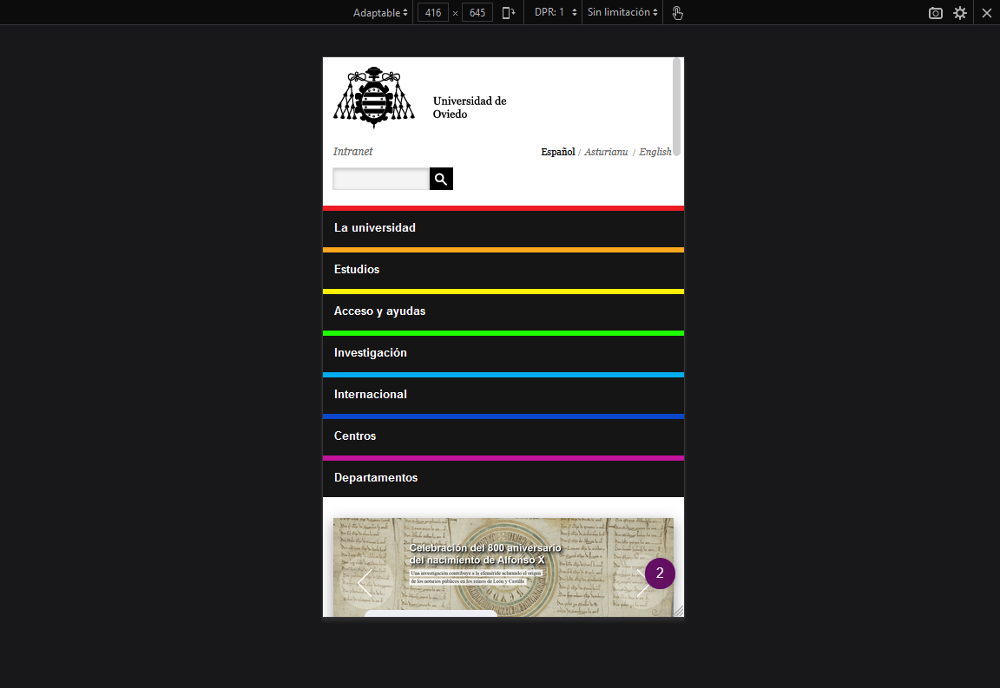 Adaptable 416 × 645 DPR: 1 Sin limitación
Universidad de
Oviedo
Intranet Español / Asturianu / English
La universidad
Estudios
Acceso y ayudas
Investigación
Internacional
Centros
Departamentos
Celebración del 800 aniversario
del nacimiento de Alfonso X
Una investigación contribuye a la efeméride aclarando el origen
de los notarios públicos en los reinos de León y Castilla
2